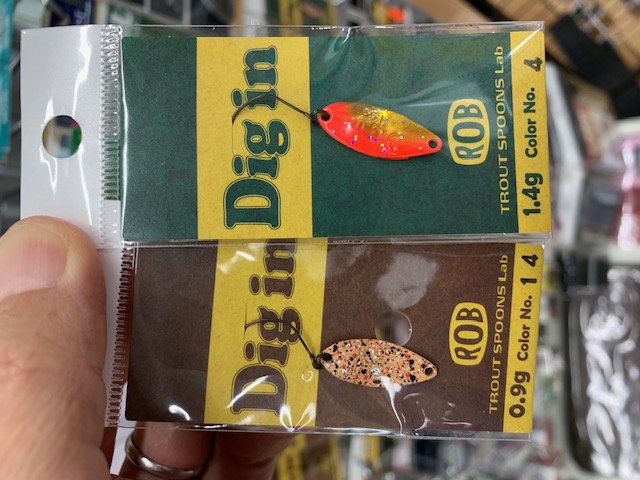 Dig in
ROB
TROUT SPOONS Lab
1.4g Color No. 4
Dig in
ROB
TROUT SPOONS Lab
0.9g Color No. 14